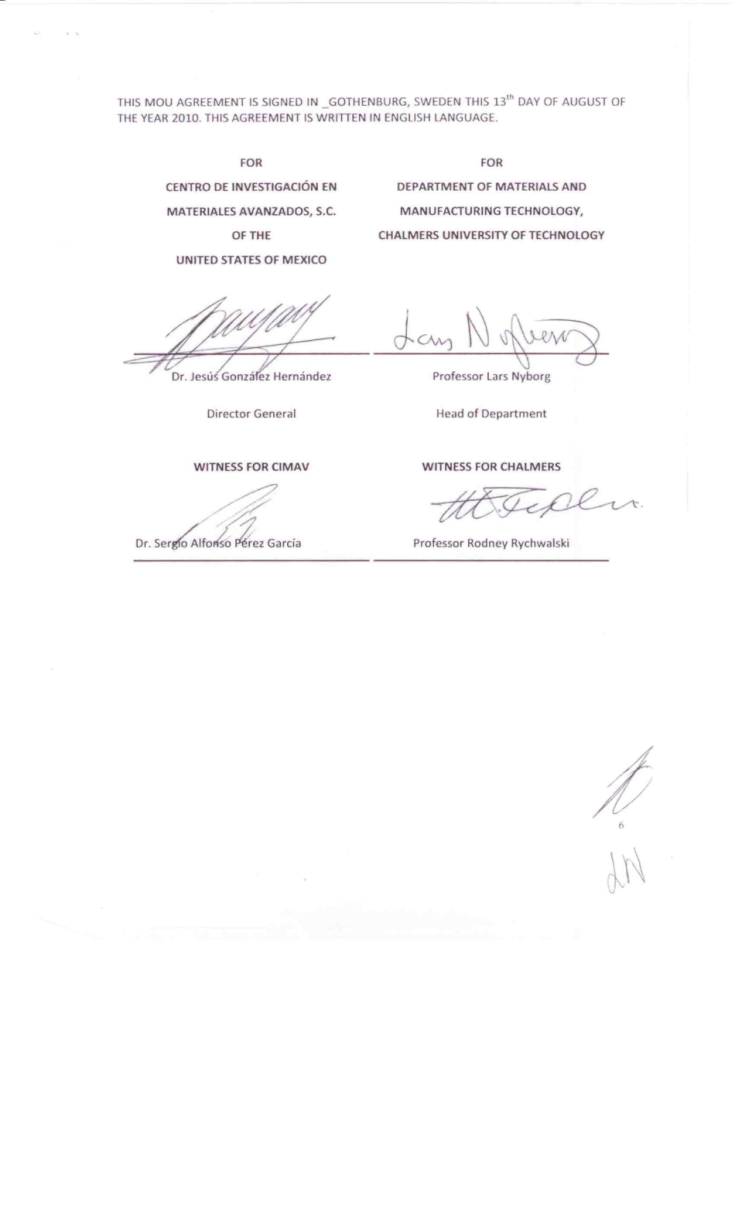 THIS MOU AGREEMENT IS SIGNED IN _GOTHENBURG, SWEDEN THIS 13th DAY OF AUGUST OF
THE YEAR 2010. THIS AGREEMENT IS WRITTEN IN ENGLISH LANGUAGE.
FOR
CENTRO DE INVESTIGACIÓN EN
MATERIALES AVANZADOS, S.C.
OF THE
UNITED STATES OF MEXICO
FOR
DEPARTMENT OF MATERIALS AND
MANUFACTURING TECHNOLOGY,
CHALMERS UNIVERSITY OF TECHNOLOGY
Dr. Jesús González Hernández
Director General
Lars Nyborg
Professor Lars Nyborg
Head of Department
WITNESS FOR CIMAV
Dr. Sergio Alfonso Pérez García
WITNESS FOR CHALMERS
Professor Rodney Rychwalski
6
LN